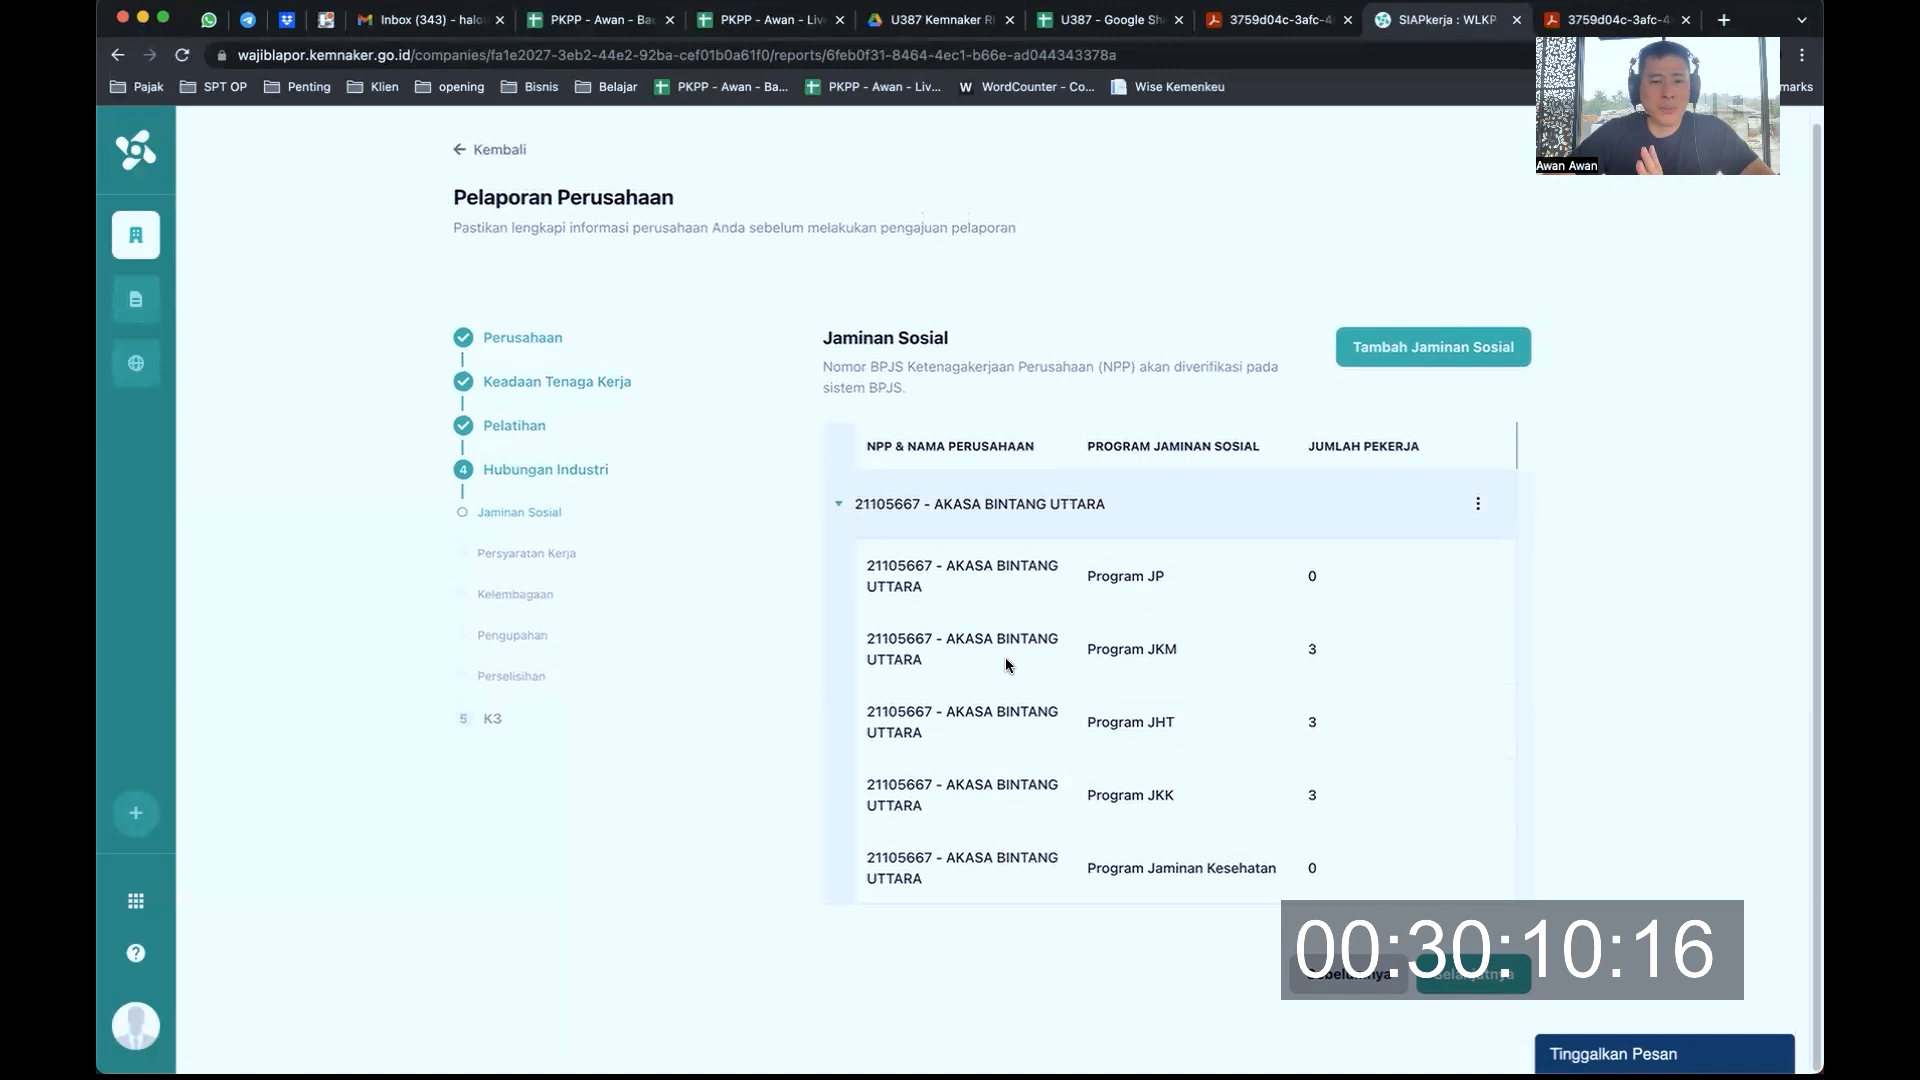 Inbox (343) - halo
PKPP - Awan - Ba
PKPP - Awan - Liv
U387 Kemnaker R
U387 - Google Sh
3759d04c-3afc-4
SIAPkerja : WLKP
3759d04c-3afc-4
wajiblapor.kemnaker.go.id/companies/fa1e2027-3eb2-44e2-92ba-cef01b0a61f0/reports/6feb0f31-8464-4ec1-b66e-ad044343378a
Pajak
SPT OP
Penting
Klien
opening
Bisnis
Belajar
PKPP - Awan - Ba...
PKPP - Awan - Liv...
WordCounter - Co...
Wise Kemenkeu
marks
Awan Awan
Kembali
Pelaporan Perusahaan
Pastikan lengkapi informasi perusahaan Anda sebelum melakukan pengajuan pelaporan
Perusahaan
Keadaan Tenaga Kerja
Pelatihan
4 Hubungan Industri
Jaminan Sosial
Persyaratan Kerja
Kelembagaan
Pengupahan
Perselisihan
5 K3
Jaminan Sosial
Tambah Jaminan Sosial
Nomor BPJS Ketenagakerjaan Perusahaan (NPP) akan diverifikasi pada
sistem BPJS.
NPP & NAMA PERUSAHAAN PROGRAM JAMINAN SOSIAL JUMLAH PEKERJA
21105667 - AKASA BINTANG UTTARA
21105667 - AKASA BINTANG
UTTARA
Program JP 0
21105667 - AKASA BINTANG
UTTARA
Program JKM 3
21105667 - AKASA BINTANG
UTTARA
Program JHT 3
21105667 - AKASA BINTANG
UTTARA
Program JKK 3
21105667 - AKASA BINTANG
UTTARA
Program Jaminan Kesehatan 0
00:30:10:16
Sebelumnya
Selanjutnya
Tinggalkan Pesan